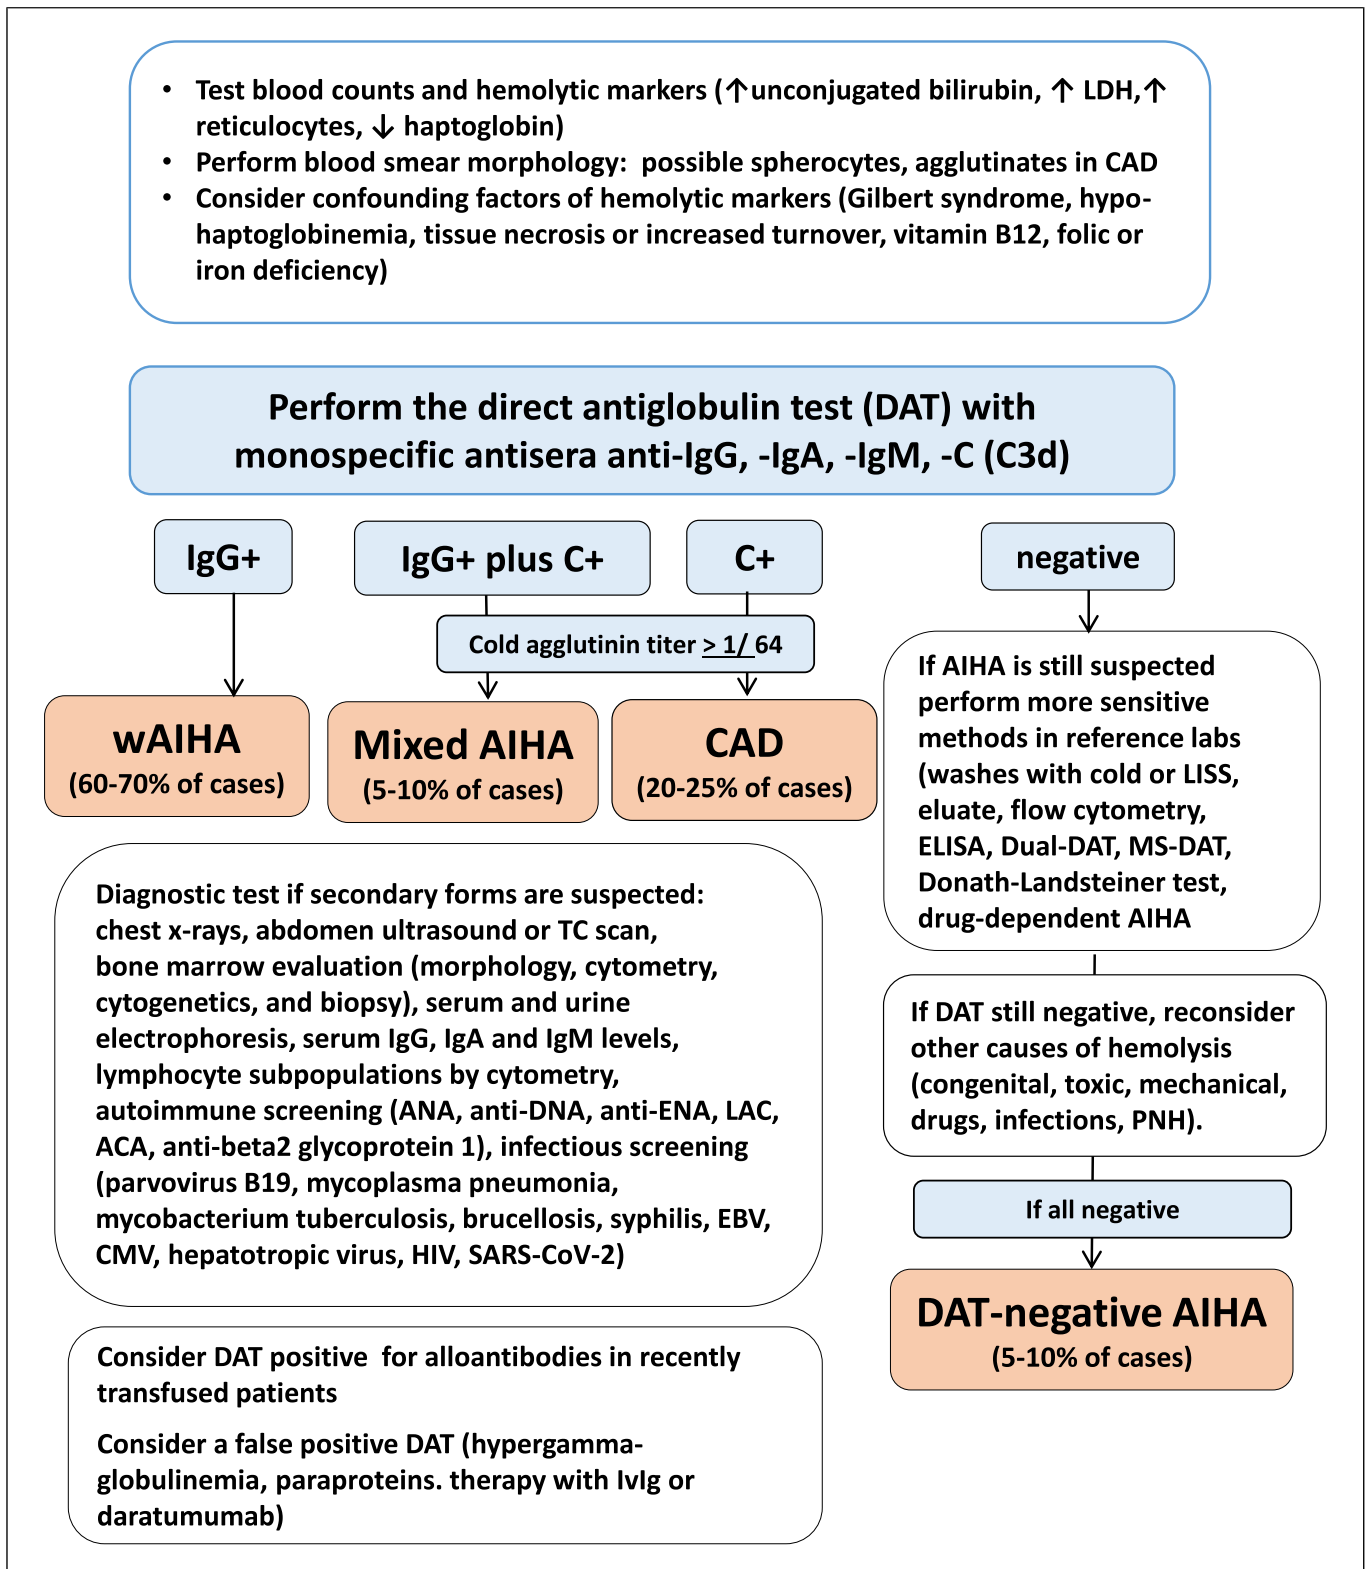 • Test blood counts and hemolytic markers (↑unconjugated bilirubin, ↑ LDH,↑
reticulocytes, ↓ haptoglobin)
• Perform blood smear morphology: possible spherocytes, agglutinates in CAD
• Consider confounding factors of hemolytic markers (Gilbert syndrome, hypo-
haptoglobinemia, tissue necrosis or increased turnover, vitamin B12, folic or
iron deficiency)
Perform the direct antiglobulin test (DAT) with
monospecific antisera anti-IgG, -IgA, -IgM, -C (C3d)
IgG+
IgG+ plus C+
C+
negative
Cold agglutinin titer > 1/ 64
wAIHA
(60-70% of cases)
Mixed AIHA
(5-10% of cases)
CAD
(20-25% of cases)
If AIHA is still suspected
perform more sensitive
methods in reference labs
(washes with cold or LISS,
eluate, flow cytometry,
ELISA, Dual-DAT, MS-DAT,
Donath-Landsteiner test,
drug-dependent AIHA
If DAT still negative, reconsider
other causes of hemolysis
(congenital, toxic, mechanical,
drugs, infections, PNH).
If all negative
DAT-negative AIHA
(5-10% of cases)
Diagnostic test if secondary forms are suspected:
chest x-rays, abdomen ultrasound or TC scan,
bone marrow evaluation (morphology, cytometry,
cytogenetics, and biopsy), serum and urine
electrophoresis, serum IgG, IgA and IgM levels,
lymphocyte subpopulations by cytometry,
autoimmune screening (ANA, anti-DNA, anti-ENA, LAC,
ACA, anti-beta2 glycoprotein 1), infectious screening
(parvovirus B19, mycoplasma pneumonia,
mycobacterium tuberculosis, brucellosis, syphilis, EBV,
CMV, hepatotropic virus, HIV, SARS-CoV-2)
Consider DAT positive for alloantibodies in recently
transfused patients
Consider a false positive DAT (hypergamma-
globulinemia, paraproteins. therapy with IvIg or
daratumumab)